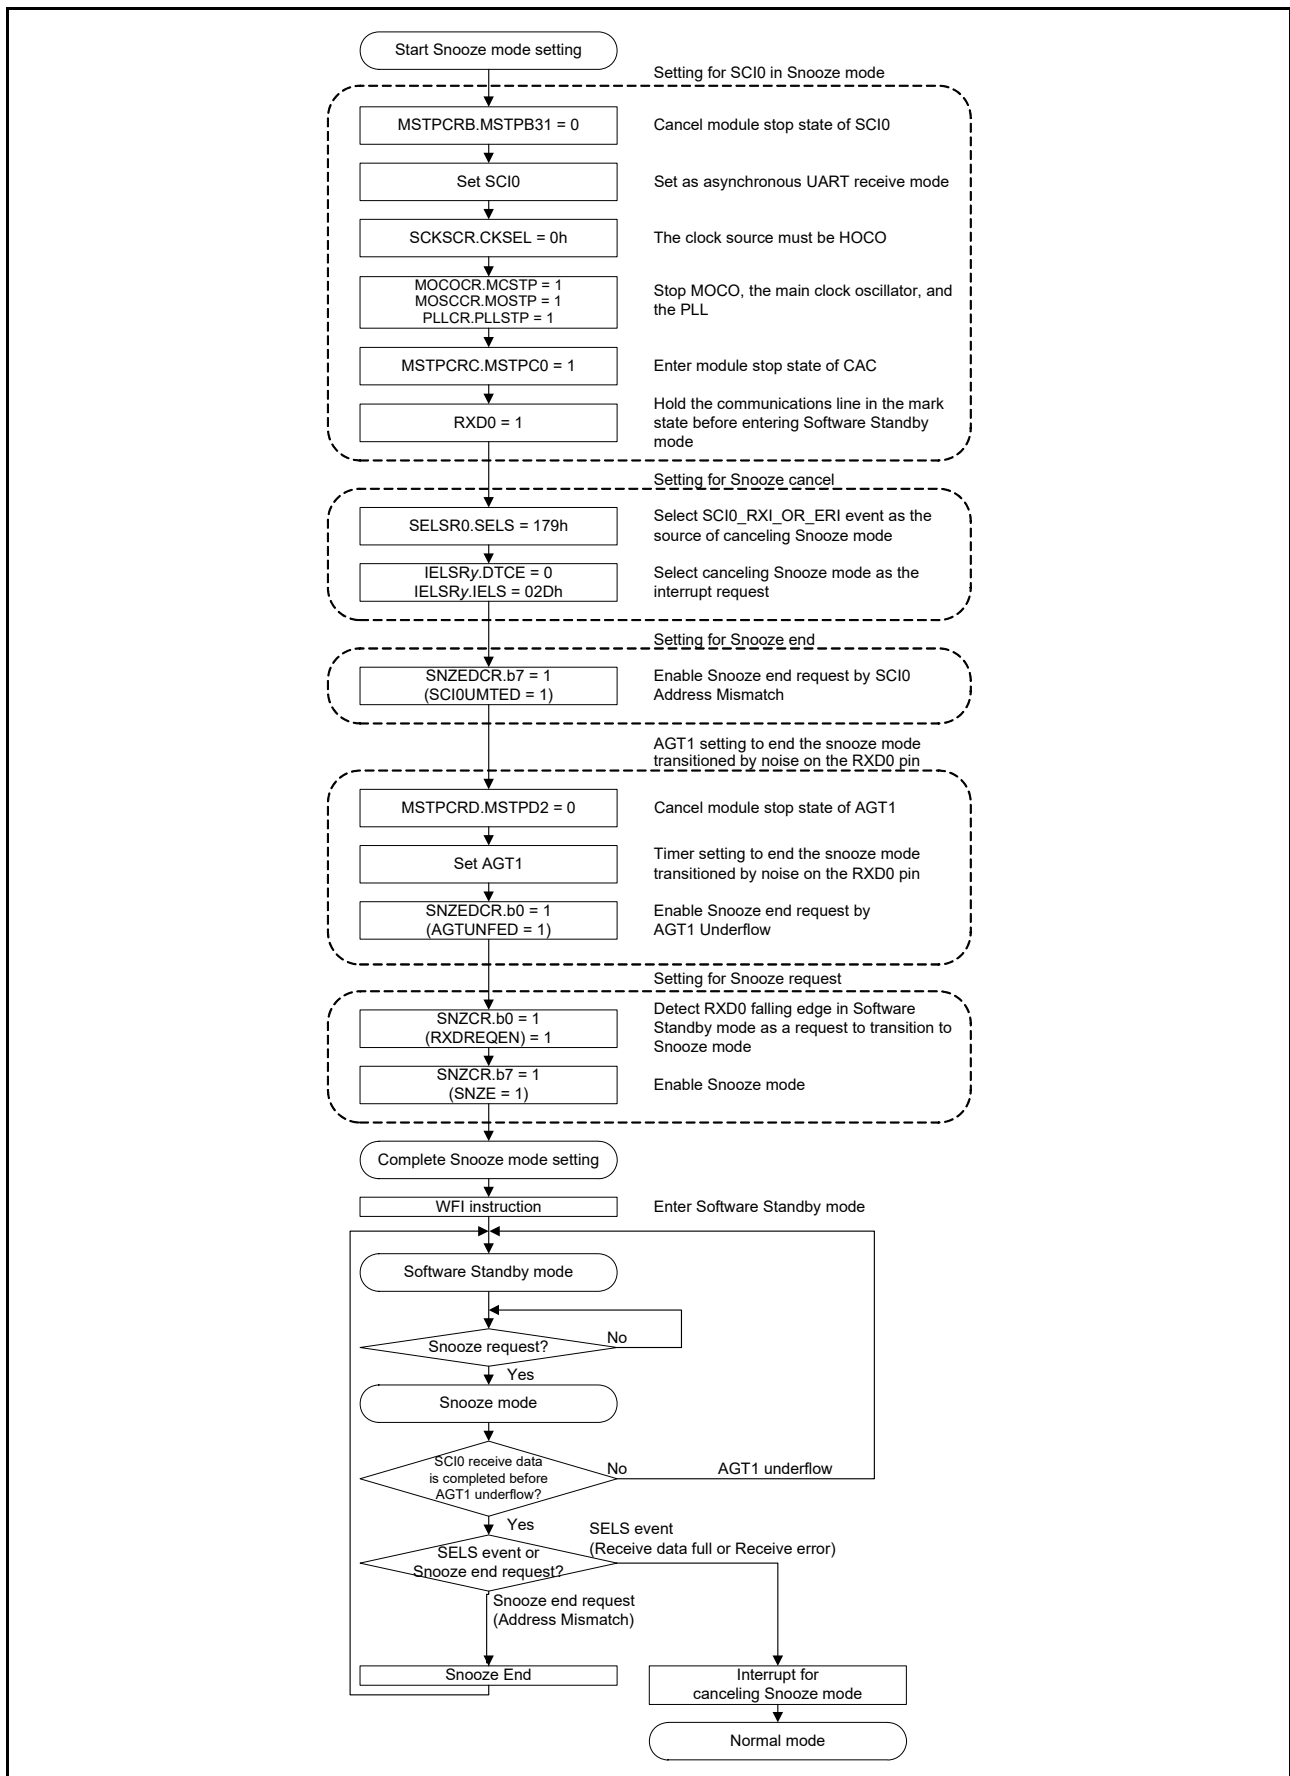 Start Snooze mode setting
Setting for SCI0 in Snooze mode
MSTPCRB.MSTPB31 = 0
Cancel module stop state of SCI0
Set SCI0
Set as asynchronous UART receive mode
SCKSCR.CKSEL = 0h
The clock source must be HOCO
MOCOCR.MCSTP = 1
MOSCCR.MOSTP = 1
PLLCR.PLLSTP = 1
Stop MOCO, the main clock oscillator, and
the PLL
MSTPCRC.MSTPC0 = 1
Enter module stop state of CAC
RXD0 = 1
Hold the communications line in the mark
state before entering Software Standby
mode
Setting for Snooze cancel
SELSR0.SELS = 179h
Select SCI0_RXI_OR_ERI event as the
source of canceling Snooze mode
IELSRy.DTCE = 0
IELSRy.IELS = 02Dh
Select canceling Snooze mode as the
interrupt request
Setting for Snooze end
SNZEDCR.b7 = 1
(SCI0UMTED = 1)
Enable Snooze end request by SCI0
Address Mismatch
AGT1 setting to end the snooze mode
transitioned by noise on the RXD0 pin
MSTPCRD.MSTPD2 = 0
Cancel module stop state of AGT1
Set AGT1
Timer setting to end the snooze mode
transitioned by noise on the RXD0 pin
SNZEDCR.b0 = 1
(AGTUNFED = 1)
Enable Snooze end request by
AGT1 Underflow
Setting for Snooze request
SNZCR.b0 = 1
(RXDREQEN) = 1
Detect RXD0 falling edge in Software
Standby mode as a request to transition to
Snooze mode
SNZCR.b7 = 1
(SNZE = 1)
Enable Snooze mode
Complete Snooze mode setting
WFI instruction
Enter Software Standby mode
Software Standby mode
Snooze request?
No
Yes
Snooze mode
SCI0 receive data
is completed before
AGT1 underflow?
No
AGT1 underflow
Yes
SELS event
(Receive data full or Receive error)
SELS event or
Snooze end request?
Snooze end request
(Address Mismatch)
Snooze End
Interrupt for
canceling Snooze mode
Normal mode